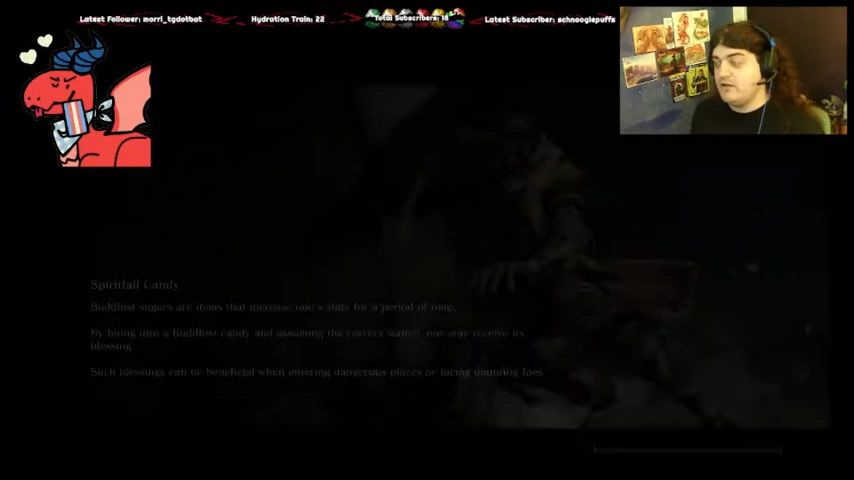 Latest Follower: morri_tgdotbat Hydration Train: 22 Total Subscribers: 18 Latest Subscriber: schnoogiepuffs
Spiritfall Candy
Buddhist sugars are items that increase one's stats for a period of time.
By biting into a Buddhist candy and assuming the correct stance, one may receive its
blessing.
Such blessings can be beneficial when entering dangerous places or facing daunting foes.